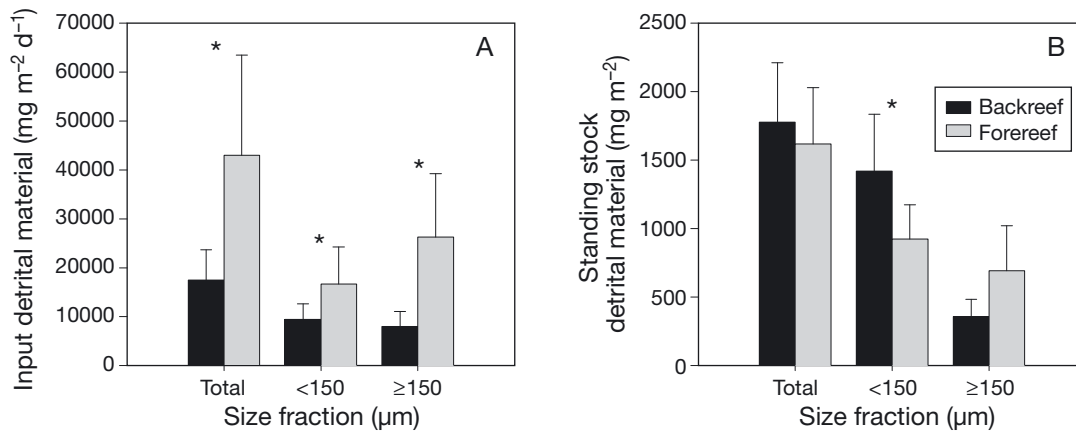 70000
60000
50000
40000
30000
20000
10000
0
Input detrital material (mg m⁻² d⁻¹)
A
*
*
*
Total
<150
≥150
Size fraction (µm)
2500
2000
1500
1000
500
0
Standing stock
detrital material (mg m⁻²)
B
*
Backreef
Forereef
Total
<150
≥150
Size fraction (µm)